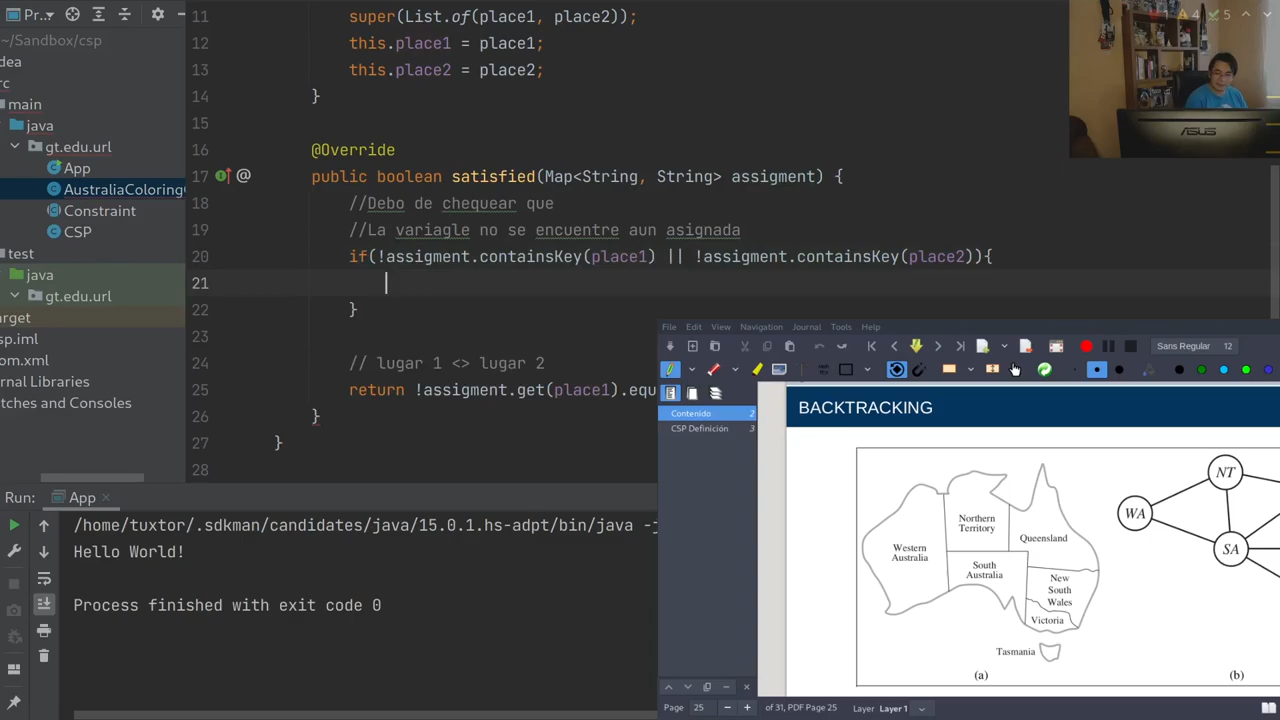 Pr...
~/Sandbox/csp
dea
rc
main
java
gt.edu.url
App
AustraliaColoringC
Constraint
CSP
test
java
gt.edu.url
arget
sp.iml
om.xml
rnal Libraries
atches and Consoles
11 super(List.of(place1, place2));
12 this.place1 = place1;
13 this.place2 = place2;
14 }
15
16 @Override
17 @ public boolean satisfied(Map<String, String> assigment) {
18 //Debo de chequear que
19 //La variagle no se encuentre aun asignada
20 if(!assigment.containsKey(place1) || !assigment.containsKey(place2)){
21
22 }
23
24 // lugar 1 <> lugar 2
25 return !assigment.get(place1).equ
26 }
27 }
28
1 4 5
ASUS
Run: App
/home/tuxtor/.sdkman/candidates/java/15.0.1.hs-adpt/bin/java -j
Hello World!
Process finished with exit code 0
File Edit View Navigation Journal Tools Help
Sans Regular 12
Contenido 2
CSP Definición 3
BACKTRACKING
Western
Australia
Northern
Territory
Queensland
South
Australia
New
South
Wales
Victoria
Tasmania
(a)
NT
WA
SA
(b)
Page 25 of 31, PDF Page 25 Layer Layer 1